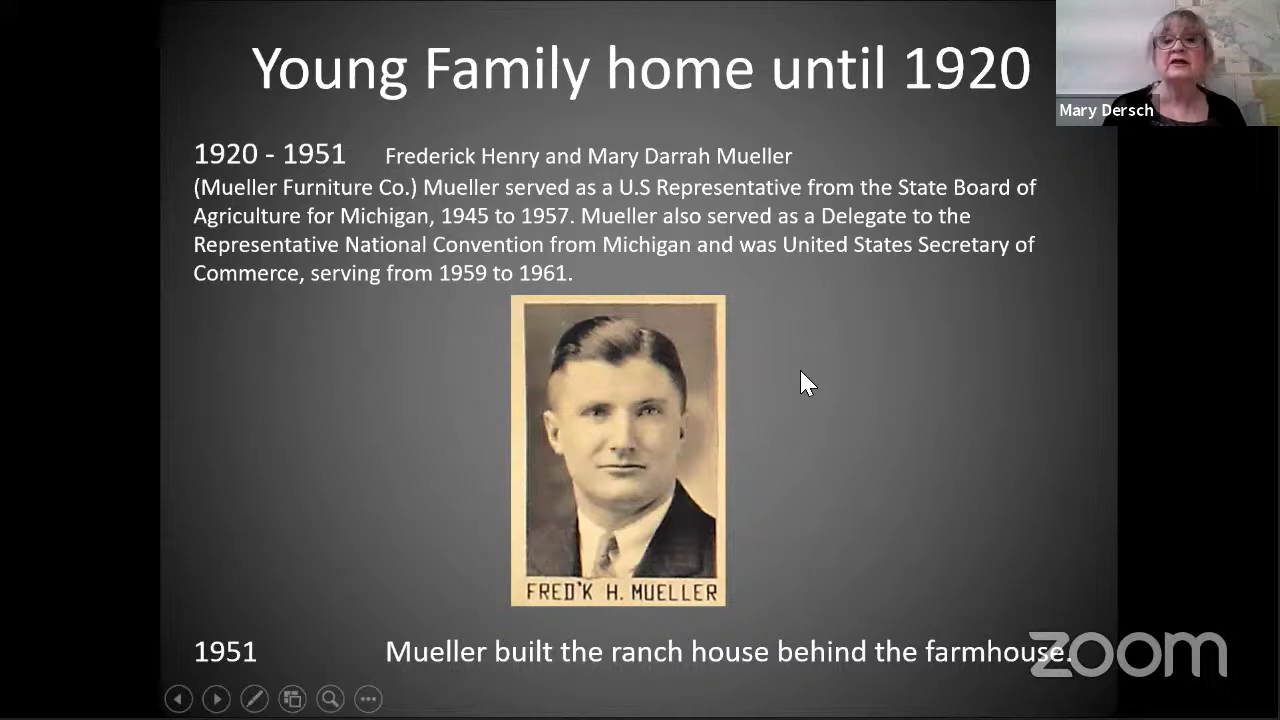 Young Family home until 1920
Mary Dersch
1920 - 1951 Frederick Henry and Mary Darrah Mueller
(Mueller Furniture Co.) Mueller served as a U.S Representative from the State Board of
Agriculture for Michigan, 1945 to 1957. Mueller also served as a Delegate to the
Representative National Convention from Michigan and was United States Secretary of
Commerce, serving from 1959 to 1961.
FRED'K H. MUELLER
1951 Mueller built the ranch house behind the farmhouse.
zoom